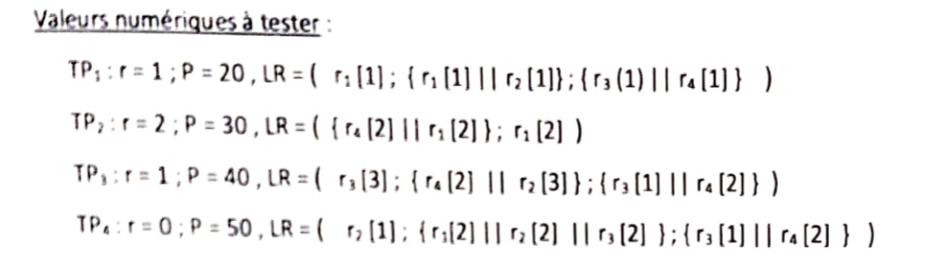 Valeurs numériques à tester :
TP₁ : r = 1 ; P = 20 , LR = ( r₁ [1] ; { r₁ [1] || r₂ [1]} ; { r₃ (1) || r₄ [1] } )
TP₂ : r = 2 ; P = 30 , LR = ( { r₄ [2] || r₁ [2] } ; r₁ [2] )
TP₃ : r = 1 ; P = 40 , LR = ( r₃ [3] ; { r₄ [2] || r₂ [3] } ; { r₃ [1] || r₄ [2] } )
TP₄ : r = 0 ; P = 50 , LR = ( r₂ [1] ; { r₁[2] || r₂ [2] || r₃ [2] } ; { r₃ [1] || r₄ [2] } )